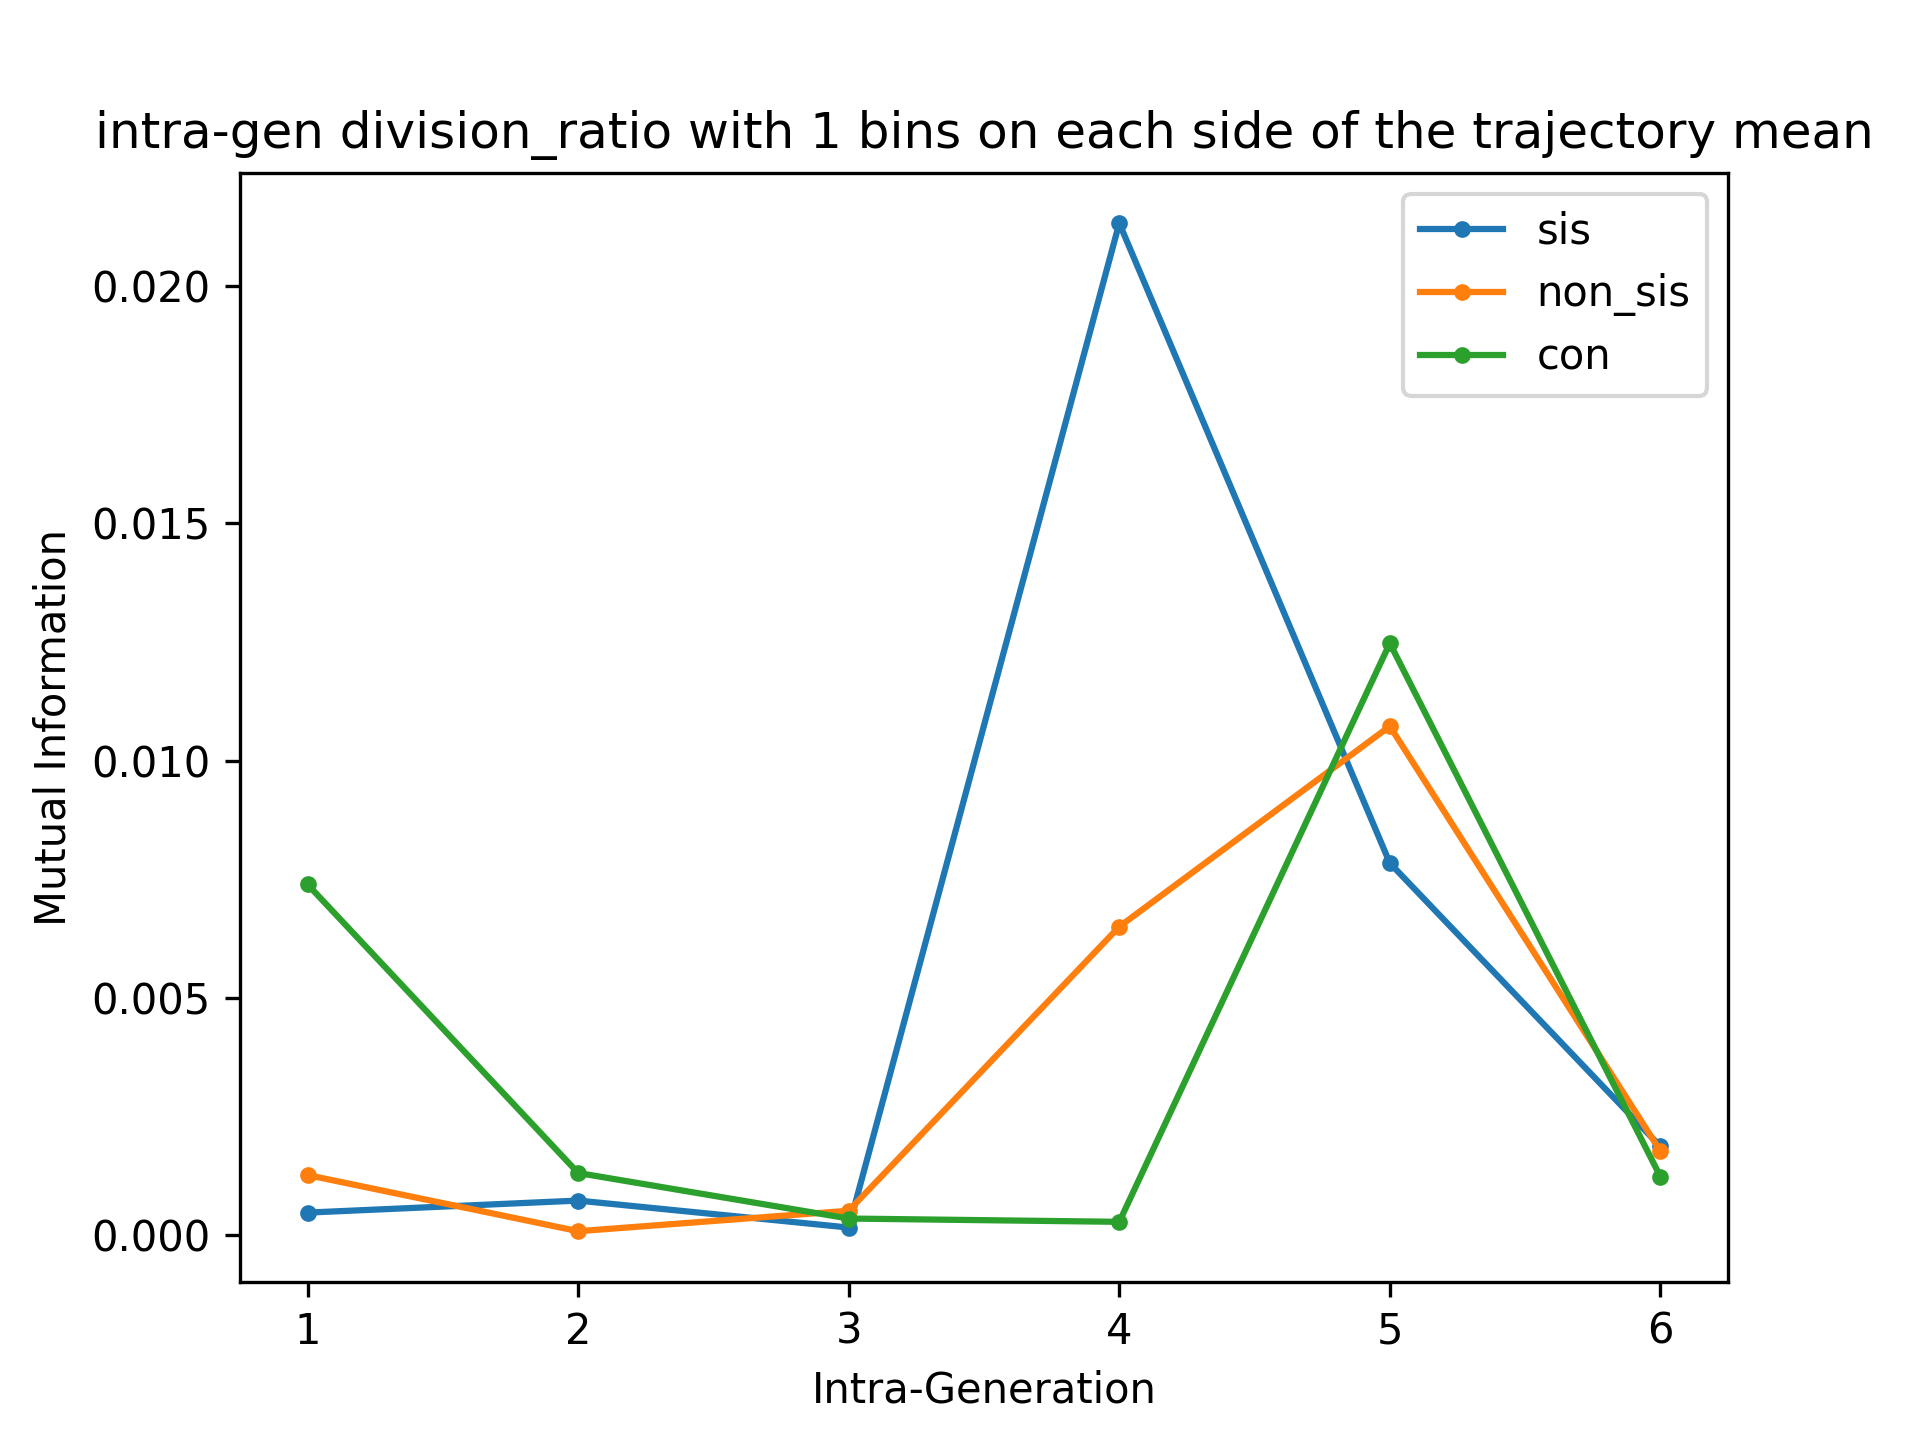 intra-gen division_ratio with 1 bins on each side of the trajectory mean
sis
non_sis
con
Mutual Information
0.020
0.015
0.010
0.005
0.000
1 2 3 4 5 6
Intra-Generation